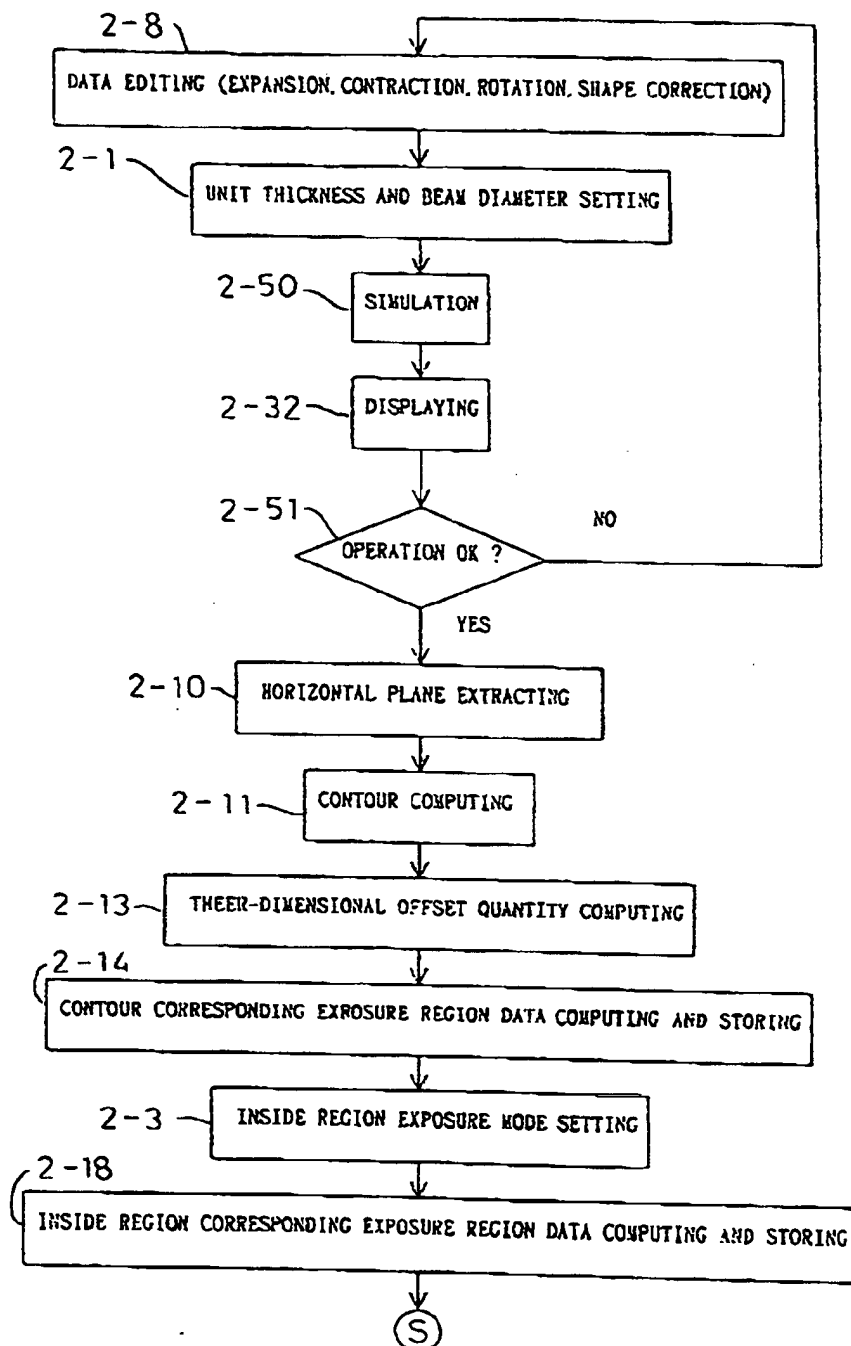 2-8
DATA EDITING (EXPANSION. CONTRACTION. ROTATION. SHAPE CORRECTION)
2-1
UNIT THICKNESS AND BEAM DIAMETER SETTING
2-50
SIMULATION
2-32
DISPLAYING
2-51
OPERATION OK ?
NO
YES
2-10
HORIZONTAL PLANE EXTRACTING
2-11
CONTOUR COMPUTING
2-13
THEER-DIMENSIONAL OFFSET QUANTITY COMPUTING
2-14
CONTOUR CORRESPONDING EXPOSURE REGION DATA COMPUTING AND STORING
2-3
INSIDE REGION EXPOSURE MODE SETTING
2-18
INSIDE REGION CORRESPONDING EXPOSURE REGION DATA COMPUTING AND STORING
S